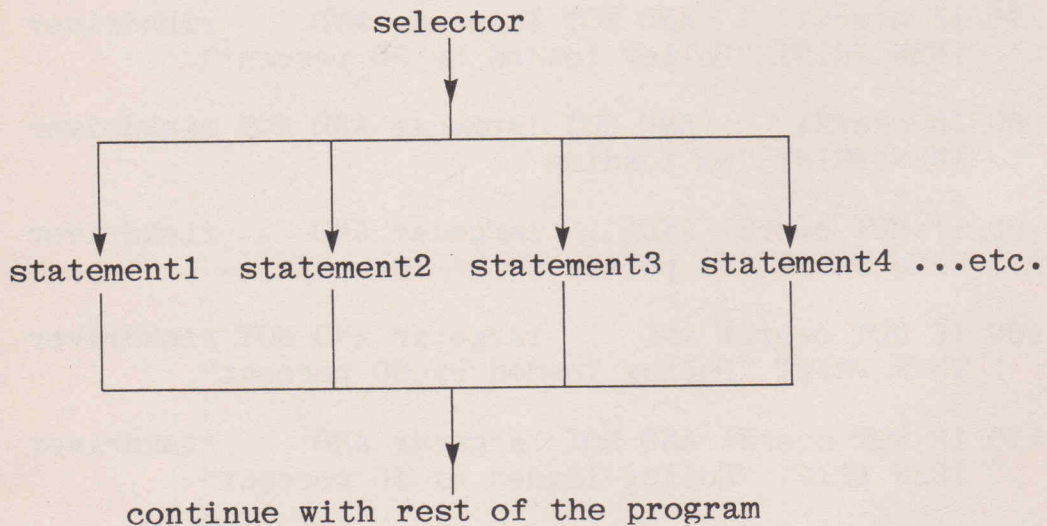 selector
statement1 statement2 statement3 statement4 ...etc.
continue with rest of the program